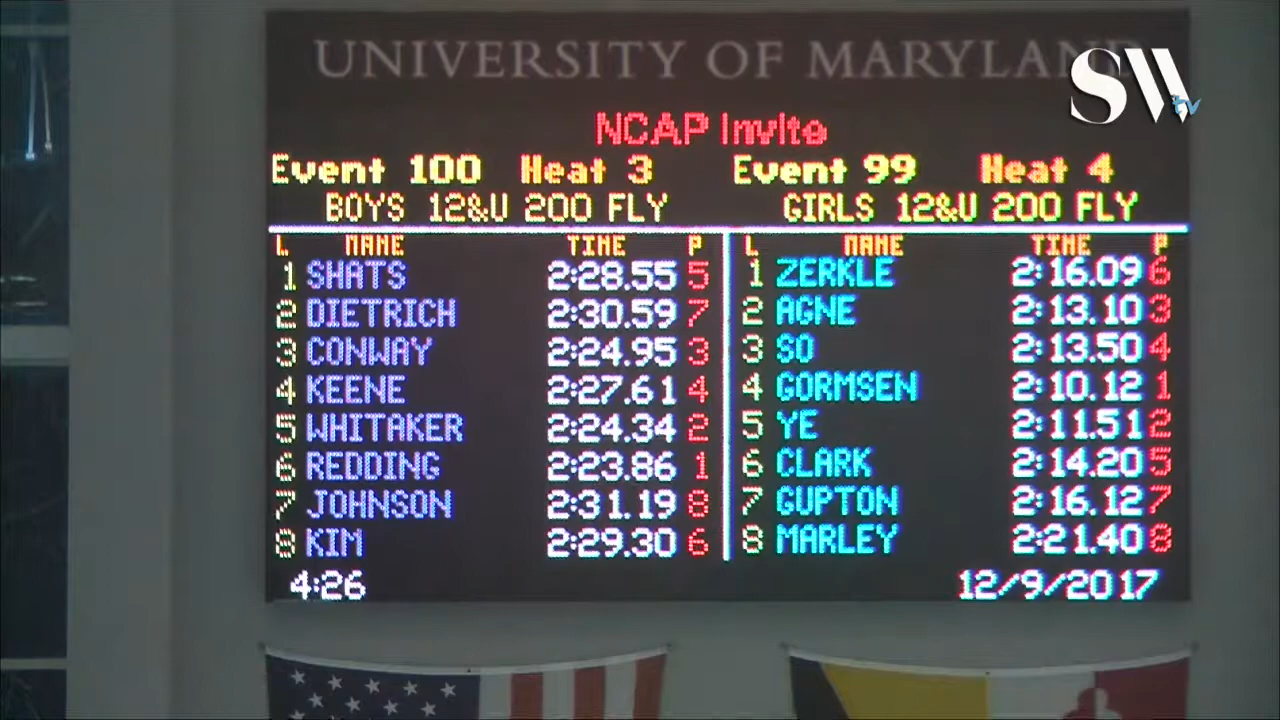 UNIVERSITY OF MARYLAND
SW
tv
NCAP Invite
Event 100 Heat 3 Event 99 Heat 4
BOYS 12&U 200 FLY GIRLS 12&U 200 FLY
L NAME TIME P L NAME TIME P
1 SHATS 2:28.55 5 1 ZERKLE 2:16.09 6
2 DIETRICH 2:30.59 7 2 AGNE 2:13.10 3
3 CONWAY 2:24.95 3 3 SO 2:13.50 4
4 KEENE 2:27.61 4 4 GORMSEN 2:10.12 1
5 WHITAKER 2:24.34 2 5 YE 2:11.51 2
6 REDDING 2:23.86 1 6 CLARK 2:14.20 5
7 JOHNSON 2:31.19 8 7 GUPTON 2:16.12 7
8 KIM 2:29.30 6 8 MARLEY 2:21.40 8
4:26 12/9/2017